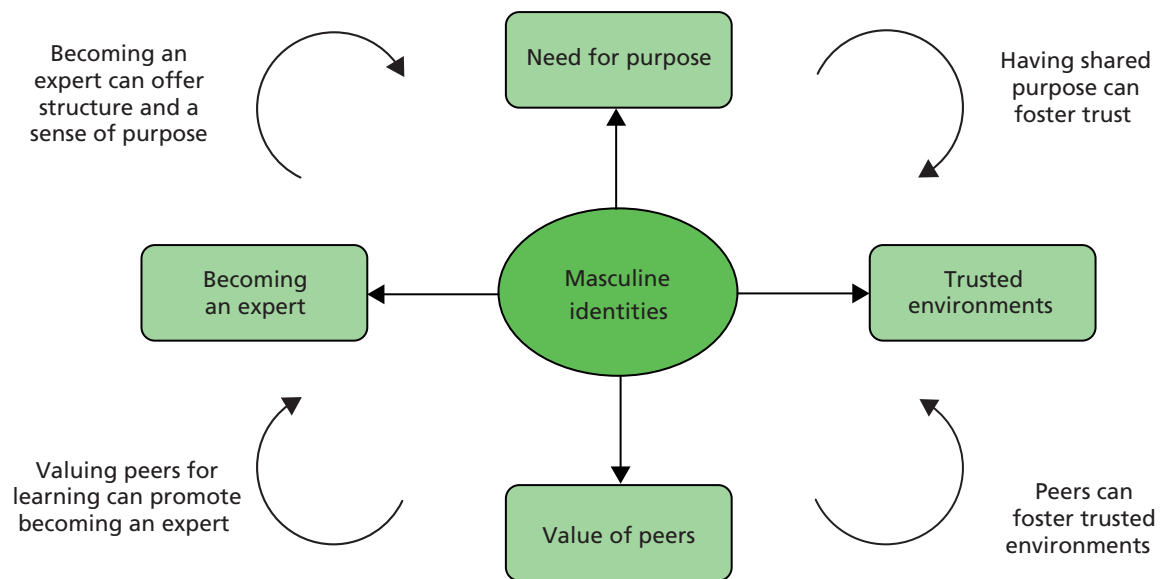 Becoming an
expert can offer
structure and a
sense of purpose
Need for purpose
Having shared
purpose can
foster trust
Becoming
an expert
Masculine
identities
Trusted
environments
Valuing peers for
learning can promote
becoming an expert
Value of peers
Peers can
foster trusted
environments